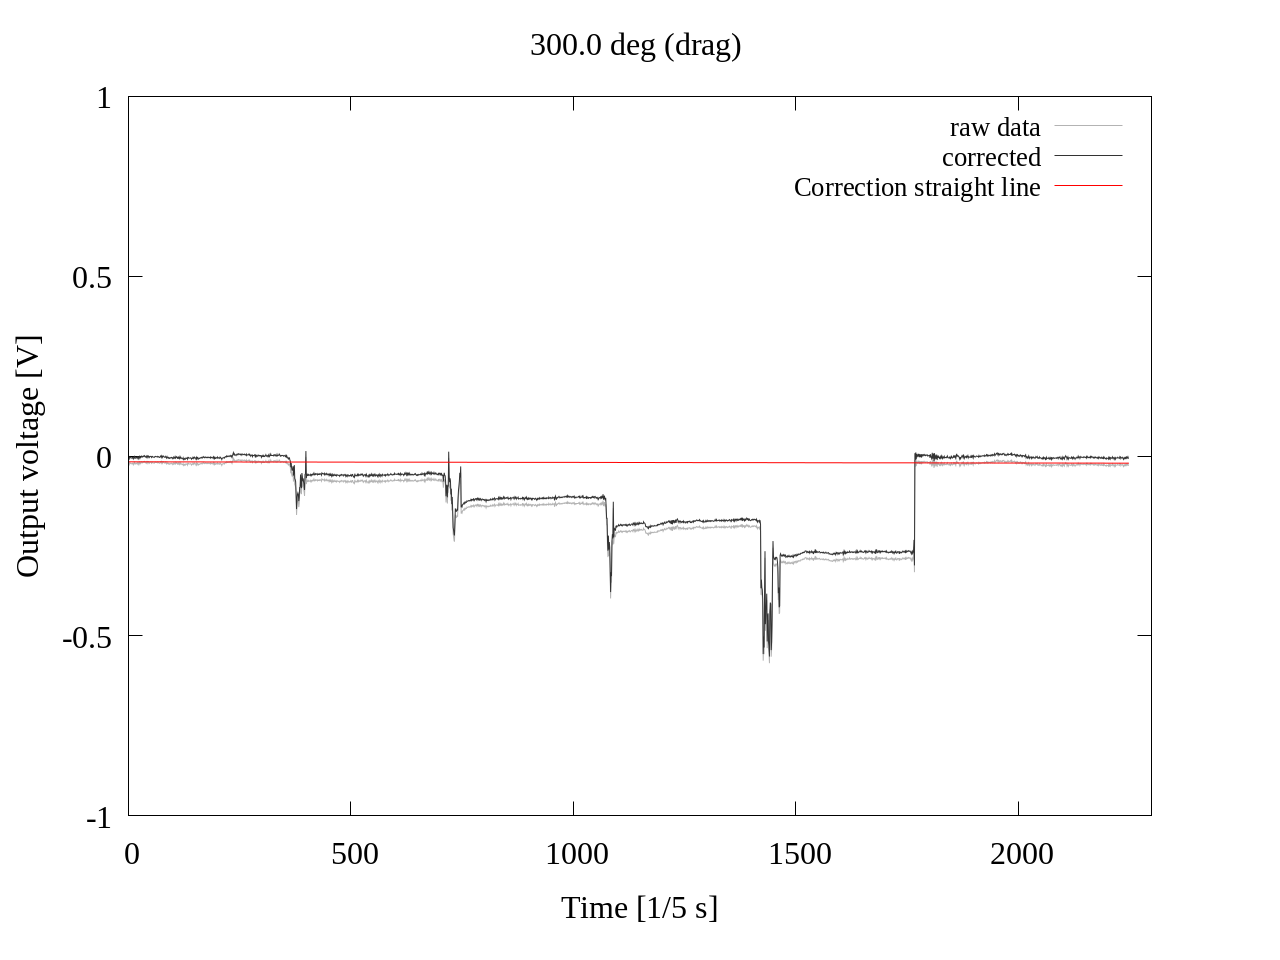 300.0 deg (drag)
raw data
corrected
Correction straight line
1
0.5
0
-0.5
-1
Output voltage [V]
0 500 1000 1500 2000
Time [1/5 s]